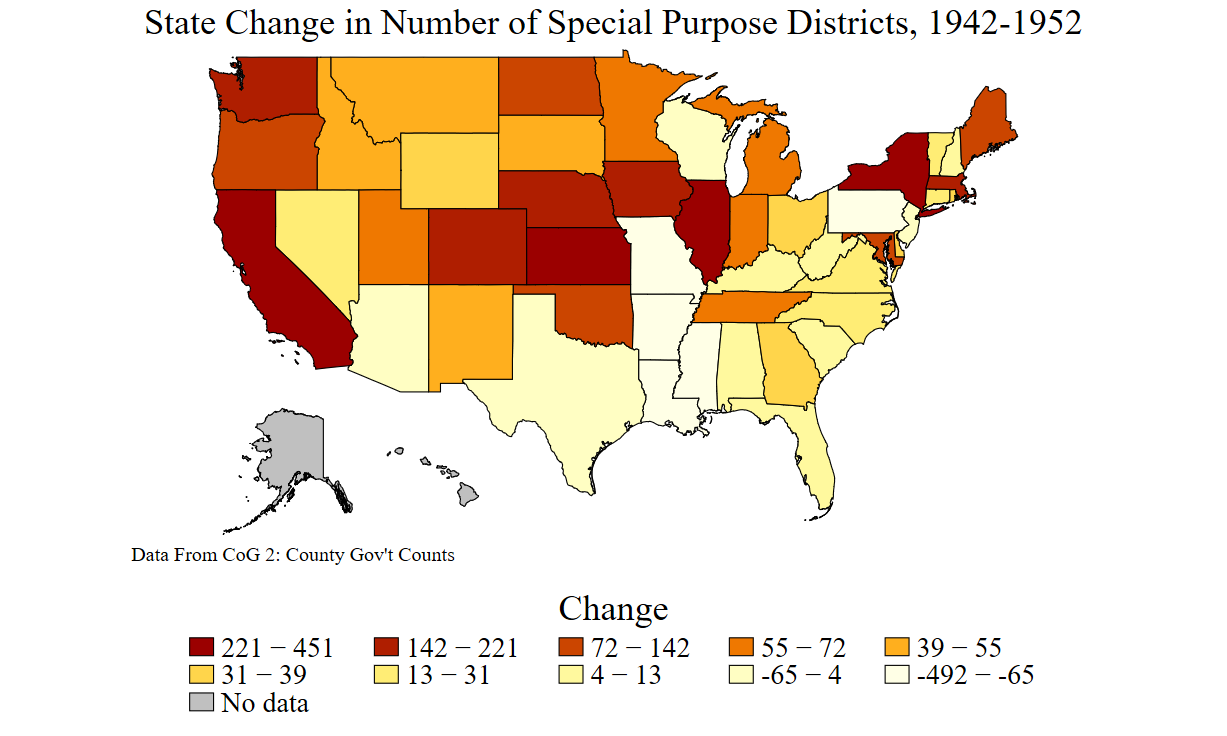 State Change in Number of Special Purpose Districts, 1942-1952
Data From CoG 2: County Gov't Counts
Change
221 − 451 142 − 221 72 − 142 55 − 72 39 − 55
31 − 39 13 − 31 4 − 13 -65 − 4 -492 − -65
No data